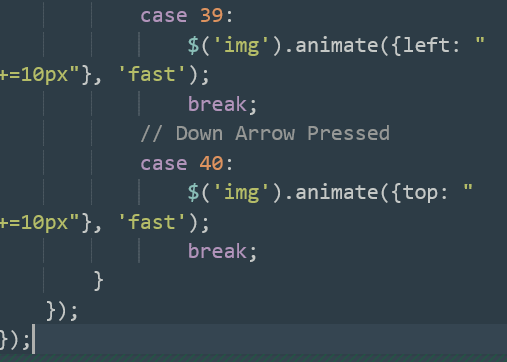 case 39:
$('img').animate({left: "
+=10px"}, 'fast');
break;
// Down Arrow Pressed
case 40:
$('img').animate({top: "
+=10px"}, 'fast');
break;
}
});
});